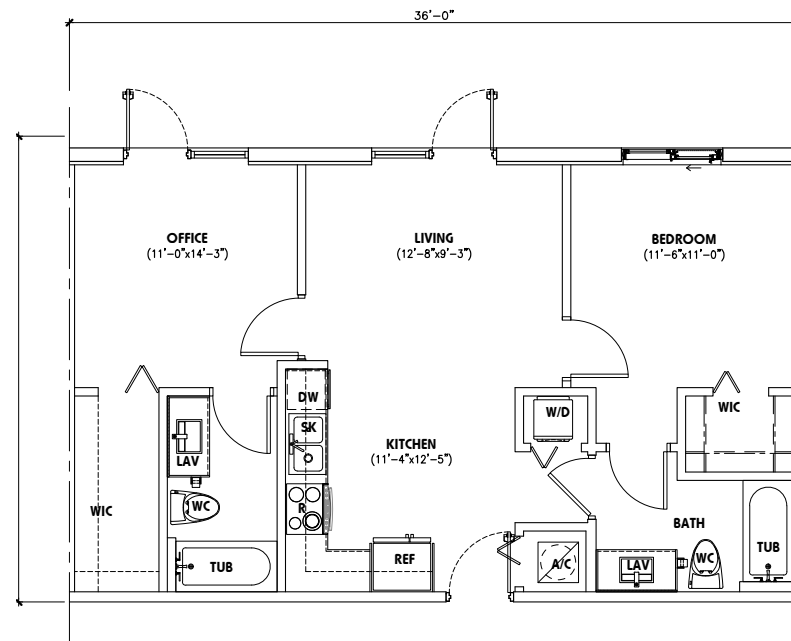 36'-0"
OFFICE
(11'-0"x14'-3")
LIVING
(12'-8"x9'-3")
BEDROOM
(11'-6"x11'-0")
DW
SK
R
LAV
WC
TUB
WIC
KITCHEN
(11'-4"x12'-5")
REF
W/D
A/C
WIC
BATH
LAV
WC
TUB